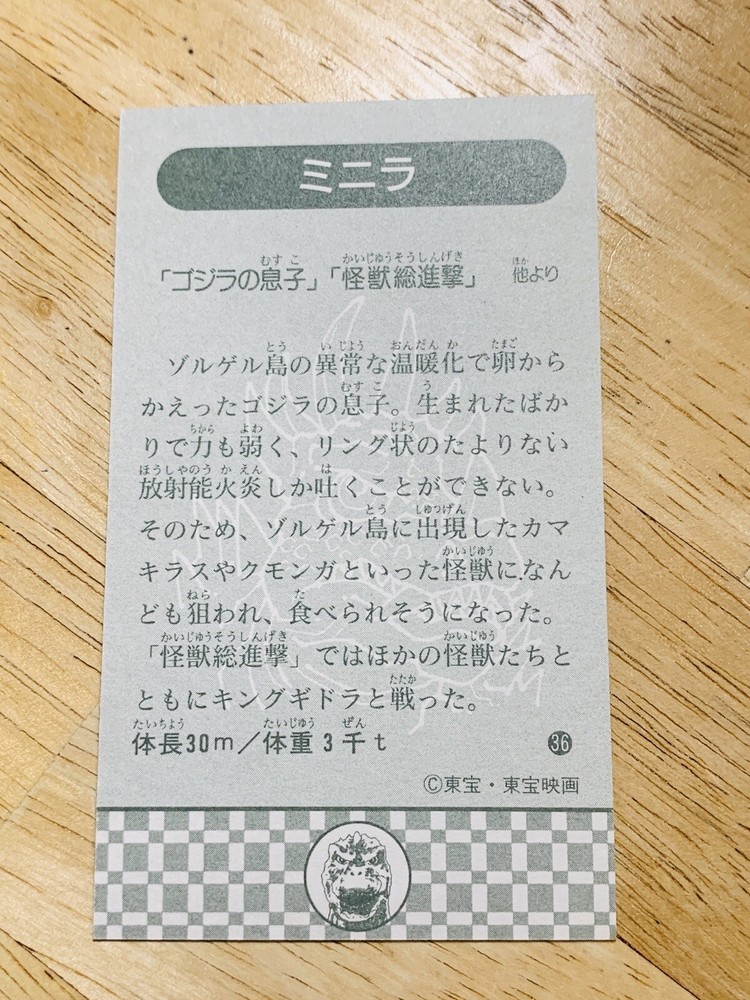 ミニラ
「ゴジラの息子」「怪獣総進撃」 他より
ゾルゲル島の異常な温暖化で卵から
かえったゴジラの息子。生まれたばか
りで力も弱く、リング状のたよりない
放射能火炎しか吐くことができない。
そのため、ゾルゲル島に出現したカマ
キラスやクモンガといった怪獣になん
ども狙われ、食べられそうになった。
「怪獣総進撃」ではほかの怪獣たちと
ともにキングギドラと戦った。
体長30m／体重3千t
36
©東宝・東宝映画